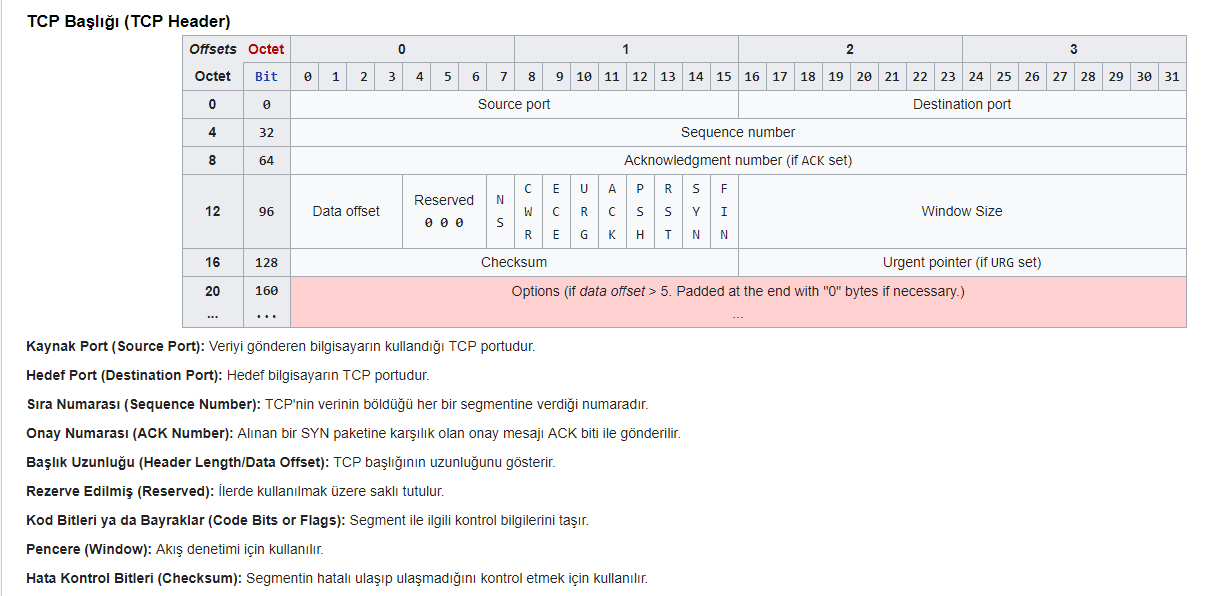 TCP Başlığı (TCP Header)
Offsets Octet 0 1 2 3
Octet Bit 0 1 2 3 4 5 6 7 8 9 10 11 12 13 14 15 16 17 18 19 20 21 22 23 24 25 26 27 28 29 30 31
0 0 Source port Destination port
4 32 Sequence number
8 64 Acknowledgment number (if ACK set)
12 96 Data offset Reserved 0 0 0 NS CWR ECE URG ACK PSH RST SYN FIN Window Size
16 128 Checksum Urgent pointer (if URG set)
20 160 Options (if data offset > 5. Padded at the end with "0" bytes if necessary.)
... ... ...
Kaynak Port (Source Port): Veriyi gönderen bilgisayarın kullandığı TCP portudur.
Hedef Port (Destination Port): Hedef bilgisayarın TCP portudur.
Sıra Numarası (Sequence Number): TCP'nin verinin böldüğü her bir segmentine verdiği numaradır.
Onay Numarası (ACK Number): Alınan bir SYN paketine karşılık olan onay mesajı ACK biti ile gönderilir.
Başlık Uzunluğu (Header Length/Data Offset): TCP başlığının uzunluğunu gösterir.
Rezerve Edilmiş (Reserved): İlerde kullanılmak üzere saklı tutulur.
Kod Bitleri ya da Bayraklar (Code Bits or Flags): Segment ile ilgili kontrol bilgilerini taşır.
Pencere (Window): Akış denetimi için kullanılır.
Hata Kontrol Bitleri (Checksum): Segmentin hatalı ulaşıp ulaşmadığını kontrol etmek için kullanılır.